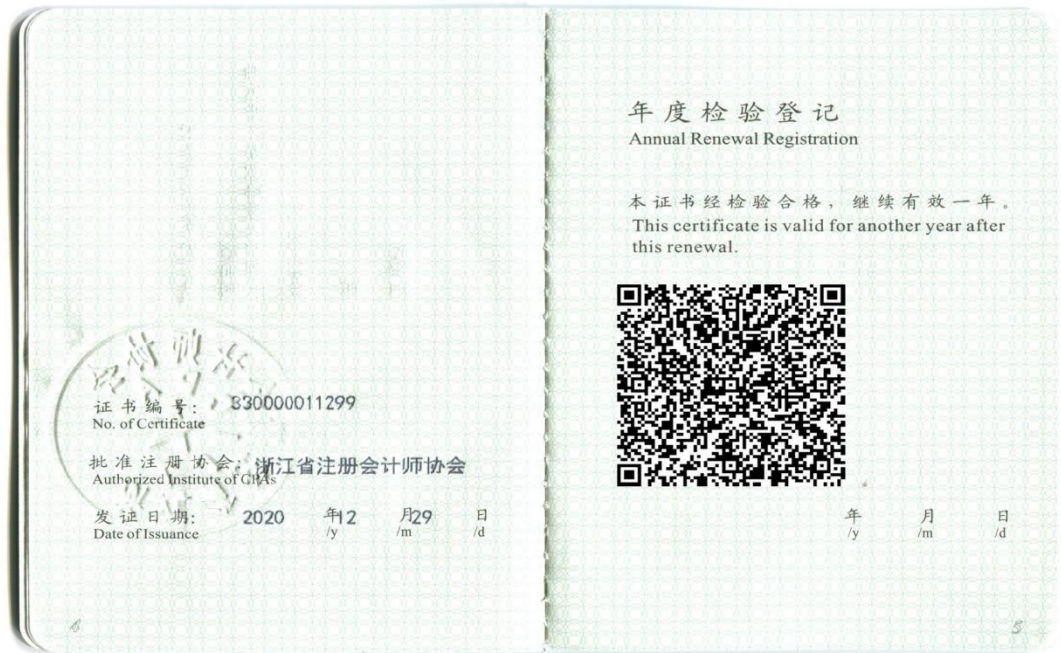 证书编号: 330000011299
No. of Certificate
批准注册协会: 浙江省注册会计师协会
Authorized Institute of CPAs
发证日期: 2020 年12 月29 日
Date of Issuance /y /m /d
年度检验登记
Annual Renewal Registration
本证书经检验合格，继续有效一年。
This certificate is valid for another year after
this renewal.
年 月 日
/y /m /d
5